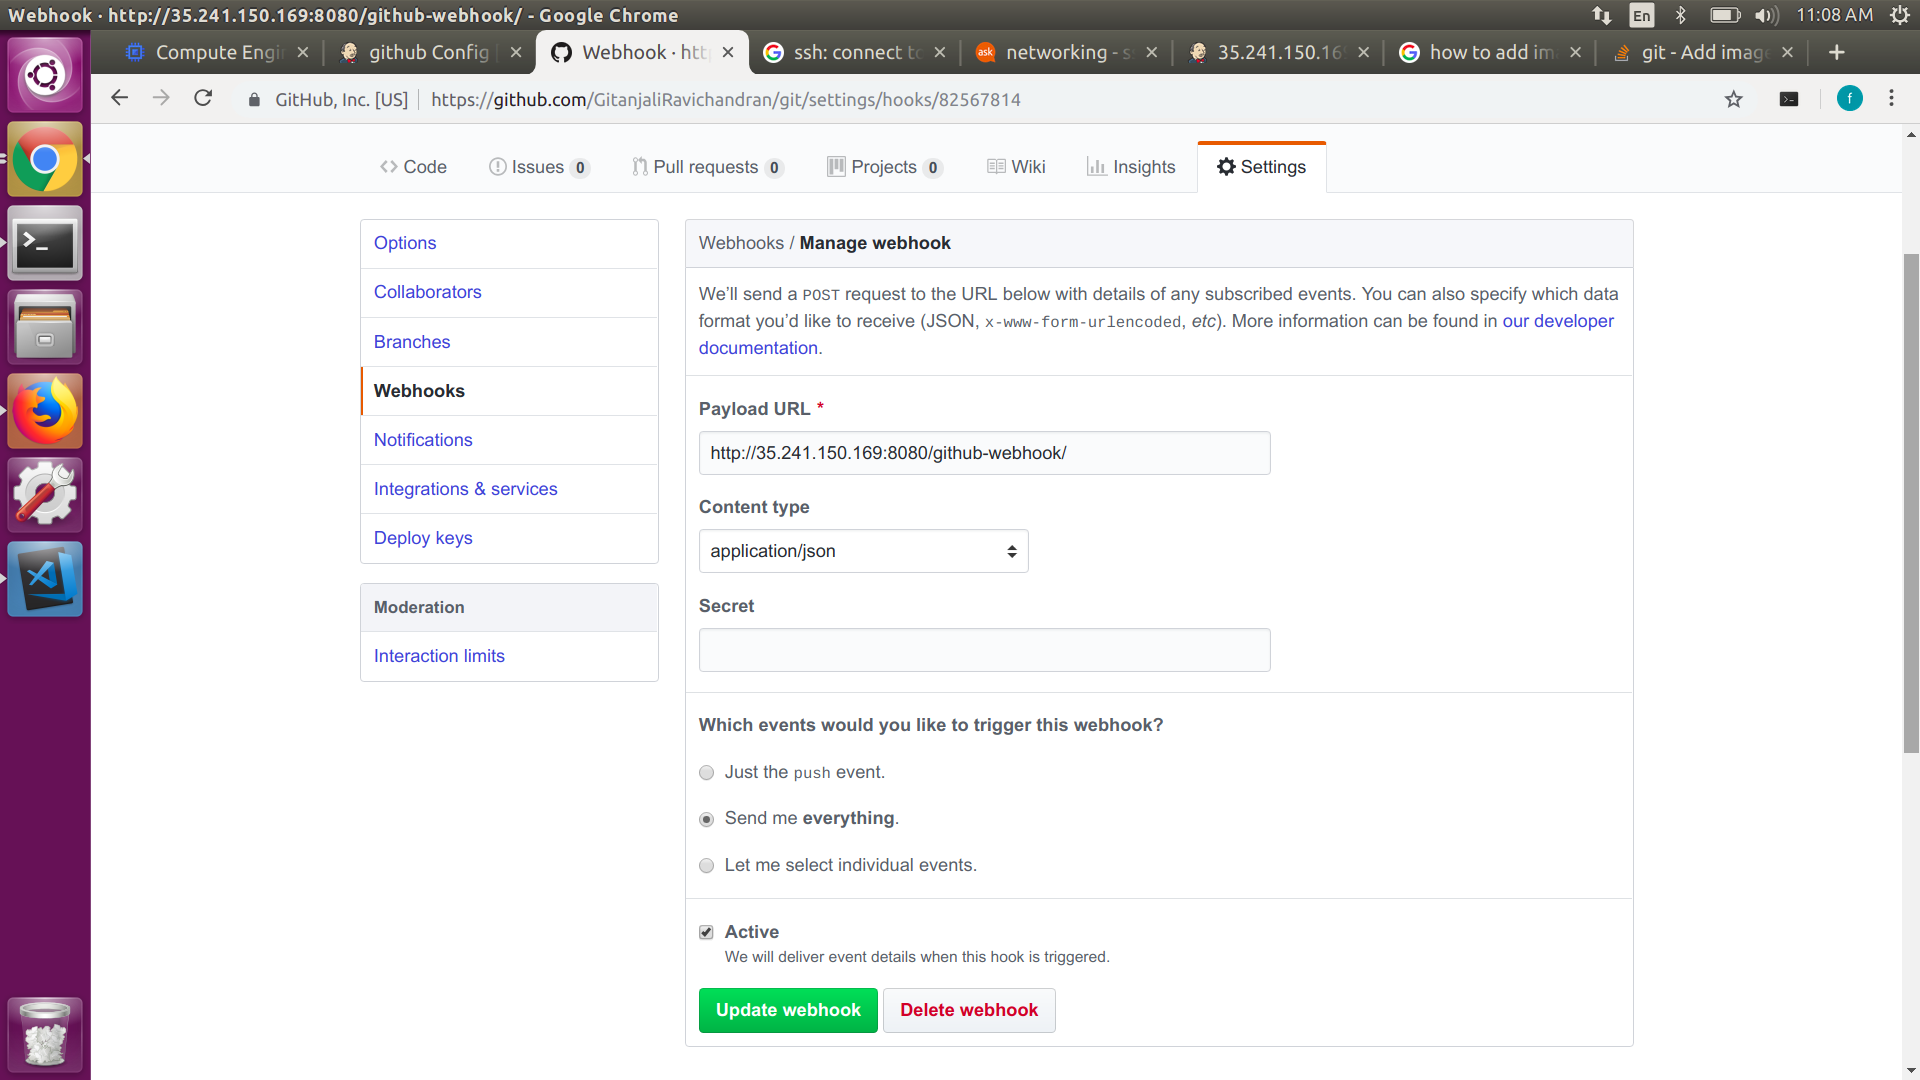 Webhook · http://35.241.150.169:8080/github-webhook/ - Google Chrome
En
11:08 AM
Compute Engi
github Config
Webhook · htt
ssh: connect to
ask
networking - s
35.241.150.16
how to add im
git - Add imag
GitHub, Inc. [US]
https://github.com/GitanjaliRavichandran/git/settings/hooks/82567814
f
Code
Issues 0
Pull requests 0
Projects 0
Wiki
Insights
Settings
Options
Collaborators
Branches
Webhooks
Notifications
Integrations & services
Deploy keys
Moderation
Interaction limits
Webhooks / Manage webhook
We’ll send a POST request to the URL below with details of any subscribed events. You can also specify which data
format you’d like to receive (JSON, x-www-form-urlencoded, etc). More information can be found in our developer
documentation.
Payload URL *
http://35.241.150.169:8080/github-webhook/
Content type
application/json
Secret
Which events would you like to trigger this webhook?
Just the push event.
Send me everything.
Let me select individual events.
Active
We will deliver event details when this hook is triggered.
Update webhook
Delete webhook